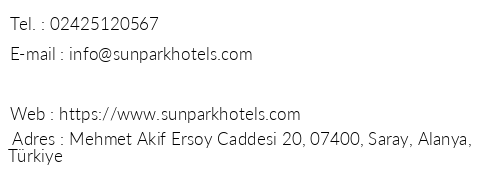 Tel. : 02425120567
E-mail : info@sunparkhotels.com
Web : https://www.sunparkhotels.com
Adres : Mehmet Akif Ersoy Caddesi 20, 07400, Saray, Alanya,
Türkiye